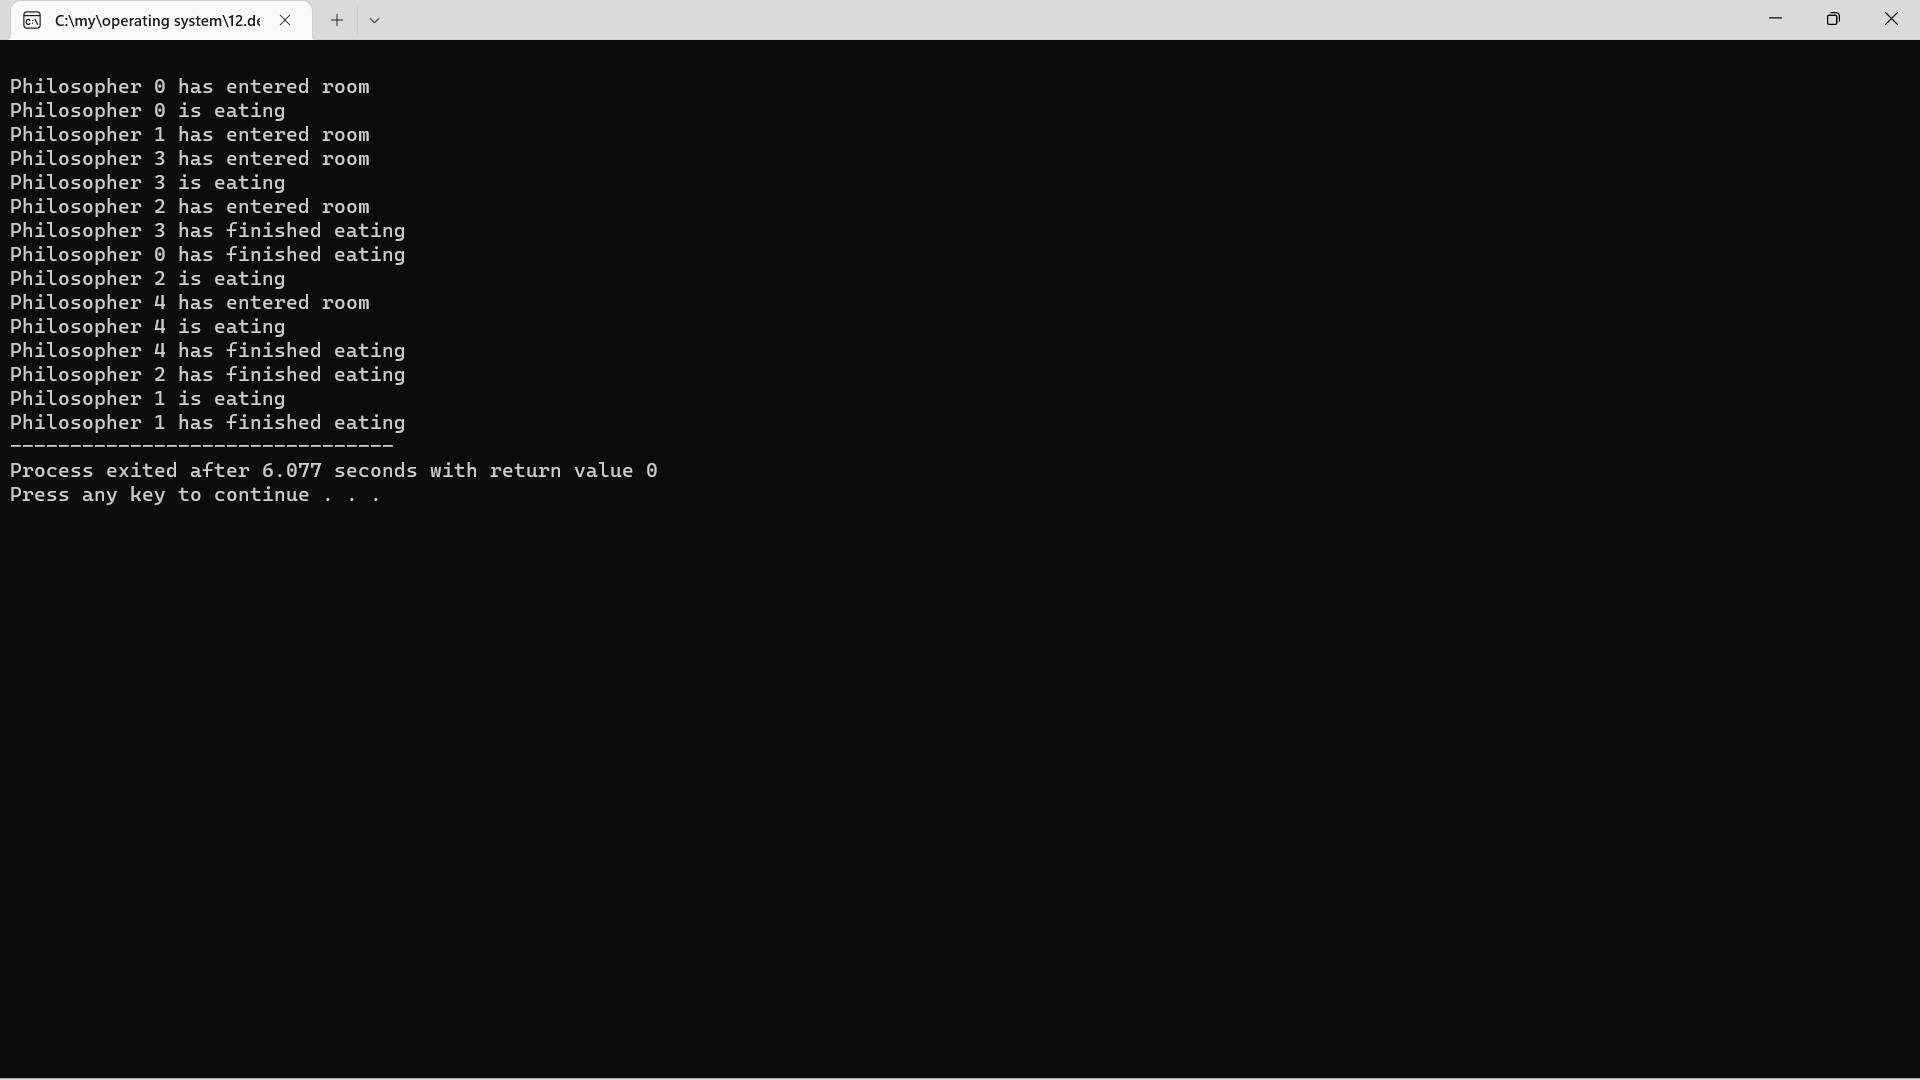 C:\my\operating system\12.de
Philosopher 0 has entered room
Philosopher 0 is eating
Philosopher 1 has entered room
Philosopher 3 has entered room
Philosopher 3 is eating
Philosopher 2 has entered room
Philosopher 3 has finished eating
Philosopher 0 has finished eating
Philosopher 2 is eating
Philosopher 4 has entered room
Philosopher 4 is eating
Philosopher 4 has finished eating
Philosopher 2 has finished eating
Philosopher 1 is eating
Philosopher 1 has finished eating
--------------------------------
Process exited after 6.077 seconds with return value 0
Press any key to continue . . .